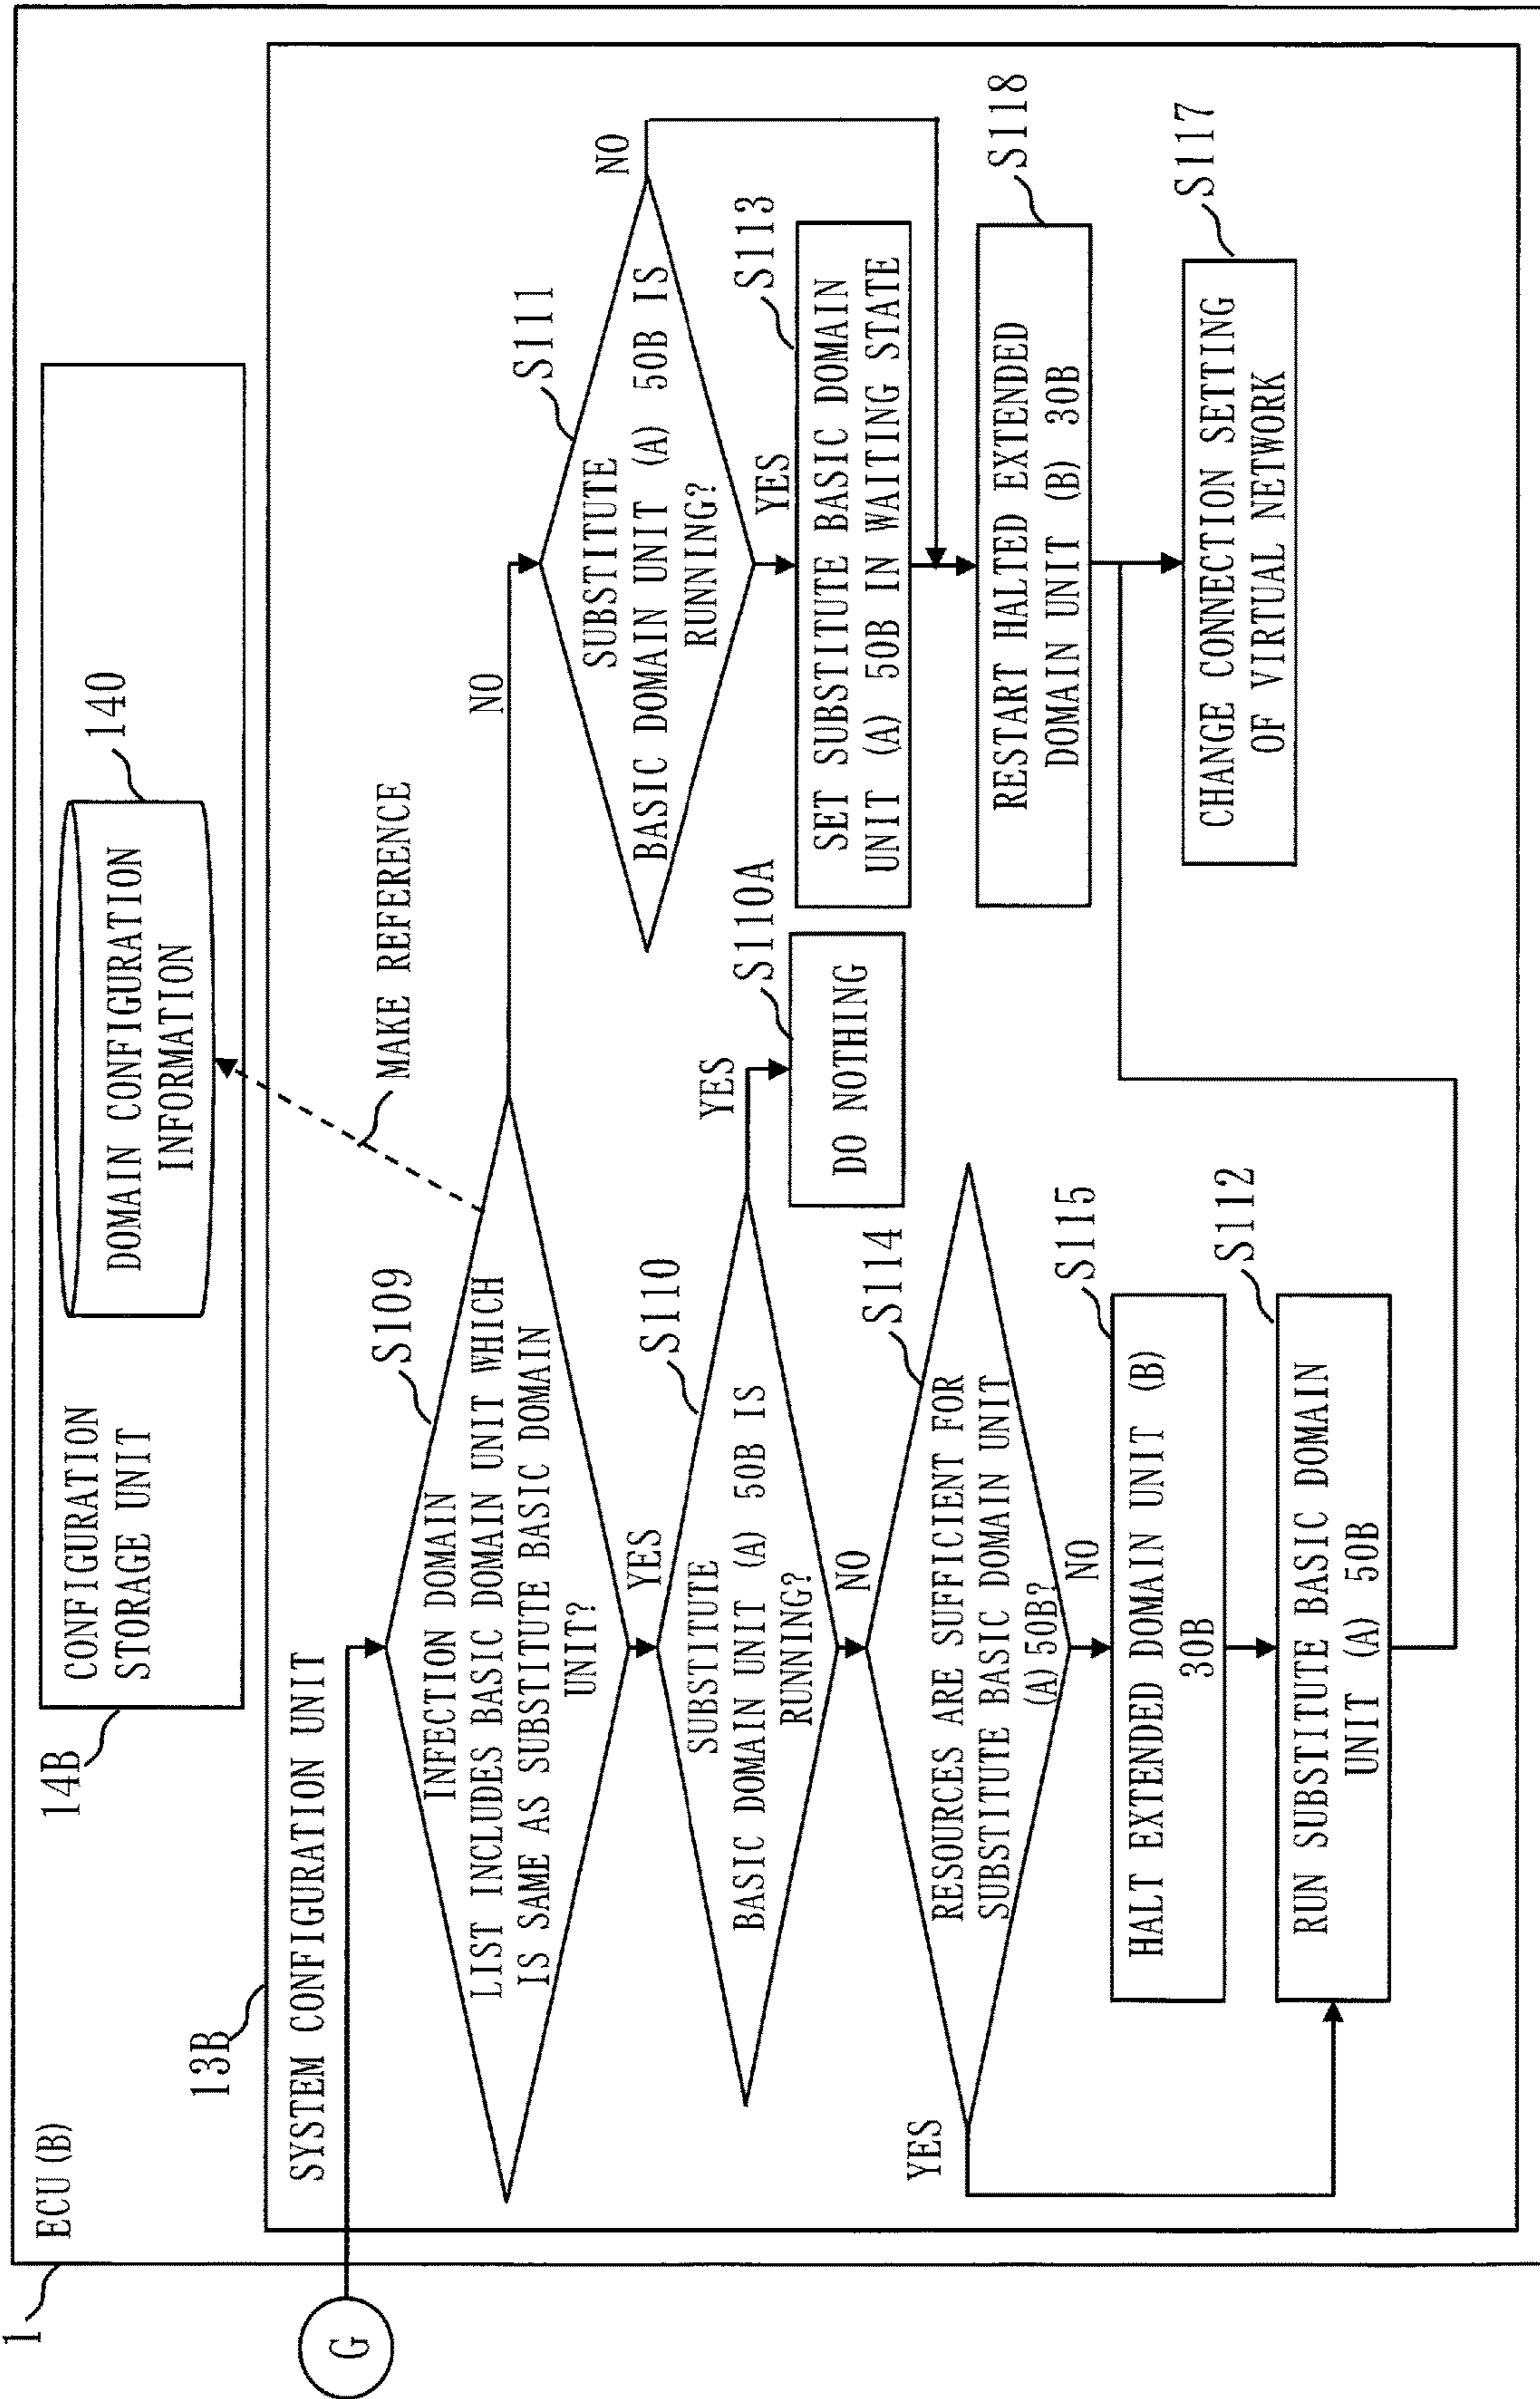 1
ECU(B)
14B
CONFIGURATION
STORAGE UNIT
DOMAIN CONFIGURATION
INFORMATION
140
MAKE REFERENCE
13B
SYSTEM CONFIGURATION UNIT
G
S109
INFECTION DOMAIN
LIST INCLUDES BASIC DOMAIN UNIT WHICH
IS SAME AS SUBSTITUTE BASIC DOMAIN
UNIT?
NO
YES
S110
SUBSTITUTE
BASIC DOMAIN UNIT (A) 50B IS
RUNNING?
YES
S110A
DO NOTHING
NO
S114
RESOURCES ARE SUFFICIENT FOR
SUBSTITUTE BASIC DOMAIN UNIT
(A) 50B?
YES
NO
S115
HALT EXTENDED DOMAIN UNIT (B)
30B
S112
RUN SUBSTITUTE BASIC DOMAIN
UNIT (A) 50B
S111
SUBSTITUTE
BASIC DOMAIN UNIT (A) 50B IS
RUNNING?
NO
YES
S113
SET SUBSTITUTE BASIC DOMAIN
UNIT (A) 50B IN WAITING STATE
S118
RESTART HALTED EXTENDED
DOMAIN UNIT (B) 30B
S117
CHANGE CONNECTION SETTING
OF VIRTUAL NETWORK